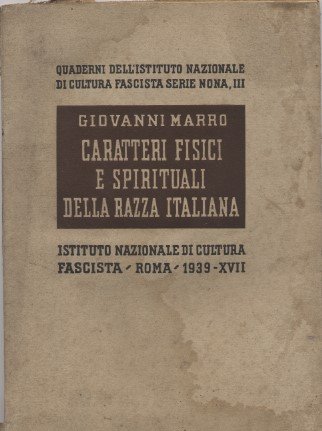 QUADERNI DELL'ISTITUTO NAZIONALE
DI CULTURA FASCISTA SERIE NONA, III
GIOVANNI MARRO
CARATTERI FISICI
E SPIRITUALI
DELLA RAZZA ITALIANA
ISTITUTO NAZIONALE DI CULTURA
FASCISTA - ROMA - 1939-XVII